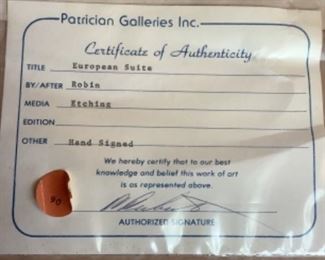 Patrician Galleries Inc.
Certificate of Authenticity
TITLE European Suite
BY/AFTER Robin
MEDIA Etching
EDITION
OTHER Hand Signed
We hereby certify that to our best
knowledge and belief this work of art
is as represented above.
AUTHORIZED SIGNATURE